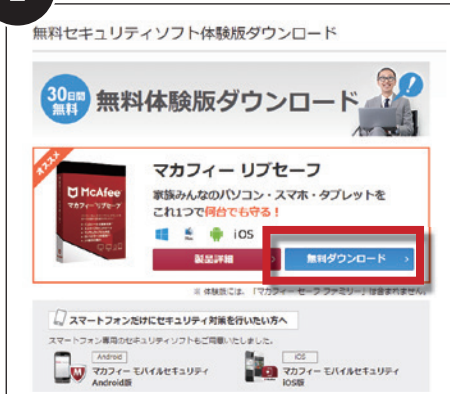 無料セキュリティソフト体験版ダウンロード
30日間
無料
無料体験版ダウンロード
オススメ
McAfee
マカフィー リブセーフ
マカフィー リブセーフ
家族みんなのパソコン・スマホ・タブレットを
これ1つで何台でも守る!
iOS
製品詳細
無料ダウンロード
※ 体験版には、「マカフィー セーフ ファミリー」は含まれません。
スマートフォンだけにセキュリティ対策を行いたい方へ
スマートフォン専用のセキュリティソフトもご用意いたしました。
Android
マカフィー モバイルセキュリティ
Android版
iOS
マカフィー モバイルセキュリティ
iOS版